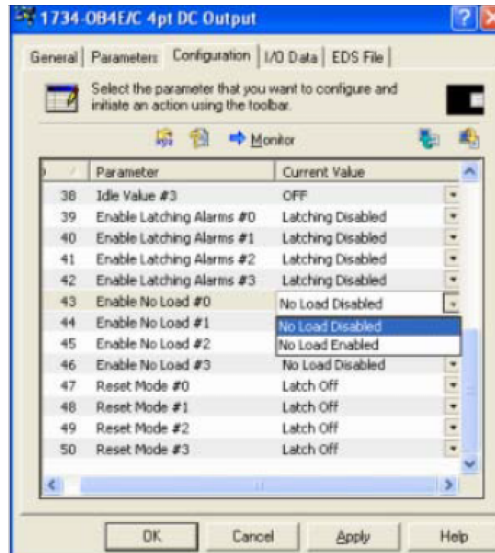 1734-OB4E/C 4pt DC Output
General Parameters Configuration I/O Data EDS File
Select the parameter that you want to configure and
initiate an action using the toolbar.
Monitor
Parameter Current Value
38 Idle Value #3 OFF
39 Enable Latching Alarms #0 Latching Disabled
40 Enable Latching Alarms #1 Latching Disabled
41 Enable Latching Alarms #2 Latching Disabled
42 Enable Latching Alarms #3 Latching Disabled
43 Enable No Load #0 No Load Disabled
44 Enable No Load #1 No Load Disabled
45 Enable No Load #2 No Load Enabled
46 Enable No Load #3 No Load Disabled
47 Reset Mode #0 Latch Off
48 Reset Mode #1 Latch Off
49 Reset Mode #2 Latch Off
50 Reset Mode #3 Latch Off
OK Cancel Apply Help